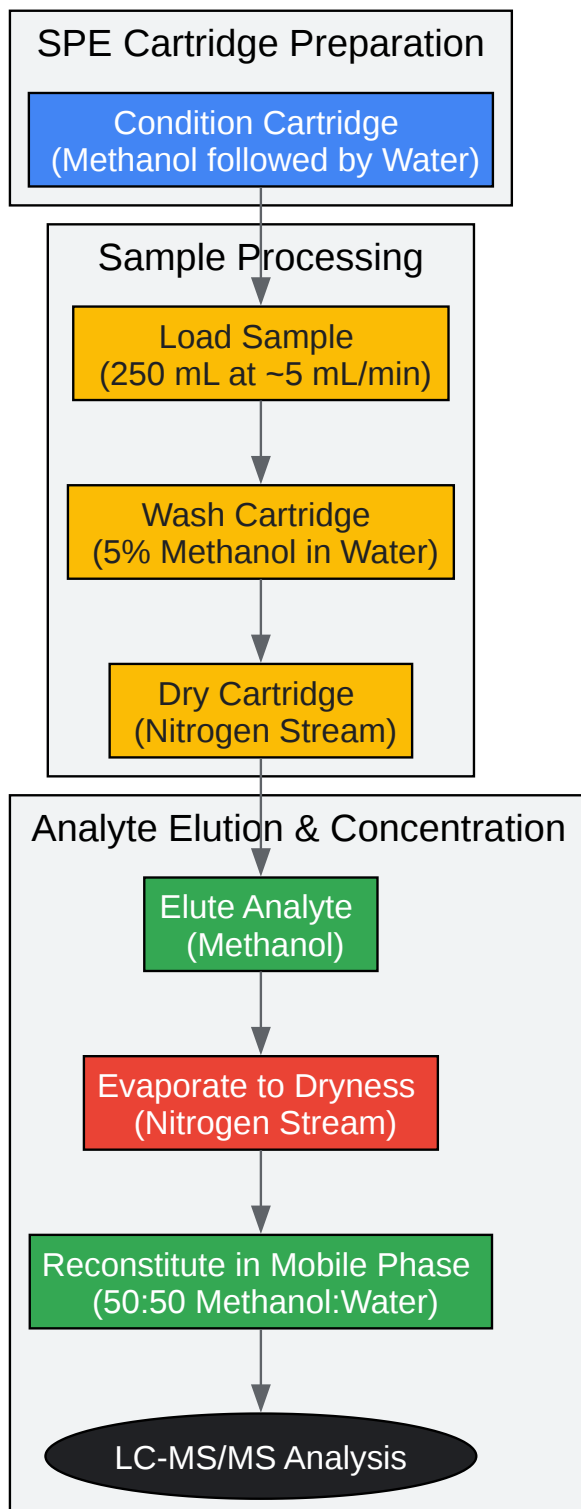 SPE Cartridge Preparation
Condition Cartridge
(Methanol followed by Water)
Sample Processing
Load Sample
(250 mL at ~5 mL/min)
Wash Cartridge
(5% Methanol in Water)
Dry Cartridge
(Nitrogen Stream)
Analyte Elution & Concentration
Elute Analyte
(Methanol)
Evaporate to Dryness
(Nitrogen Stream)
Reconstitute in Mobile Phase
(50:50 Methanol:Water)
LC-MS/MS Analysis